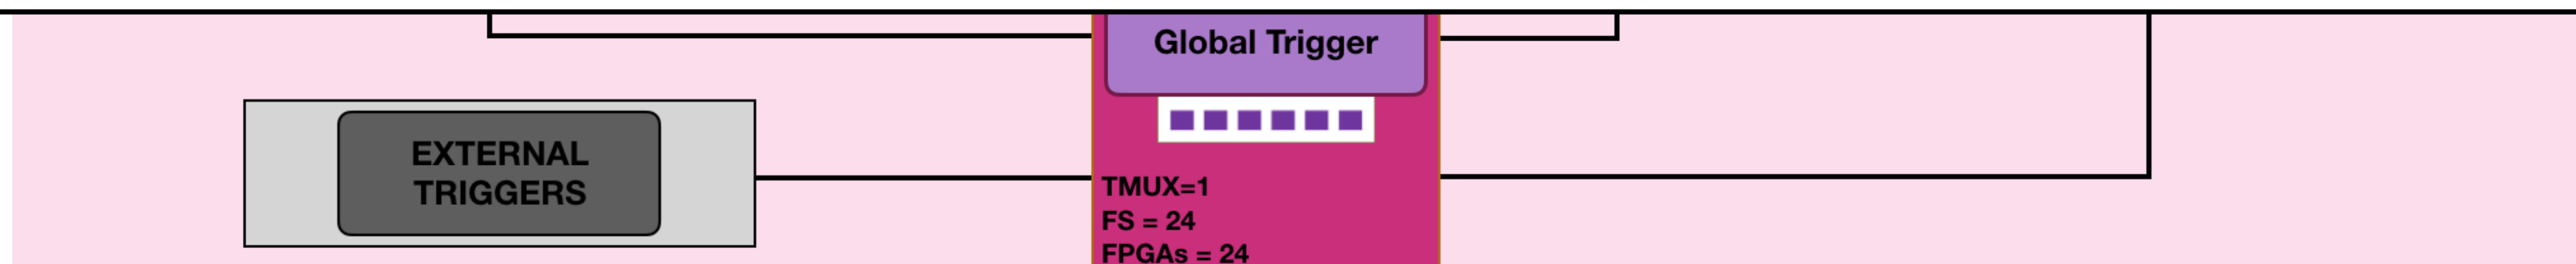 Global Trigger
EXTERNAL
TRIGGERS
TMUX=1
FS = 24
FPGAs = 24